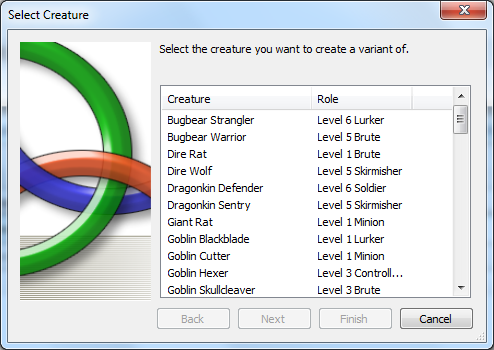 Select Creature
Select the creature you want to create a variant of.
Creature Role
Bugbear Strangler Level 6 Lurker
Bugbear Warrior Level 5 Brute
Dire Rat Level 1 Brute
Dire Wolf Level 5 Skirmisher
Dragonkin Defender Level 6 Soldier
Dragonkin Sentry Level 5 Skirmisher
Giant Rat Level 1 Minion
Goblin Blackblade Level 1 Lurker
Goblin Cutter Level 1 Minion
Goblin Hexer Level 3 Controll...
Goblin Skullcleaver Level 3 Brute
Back Next Finish Cancel